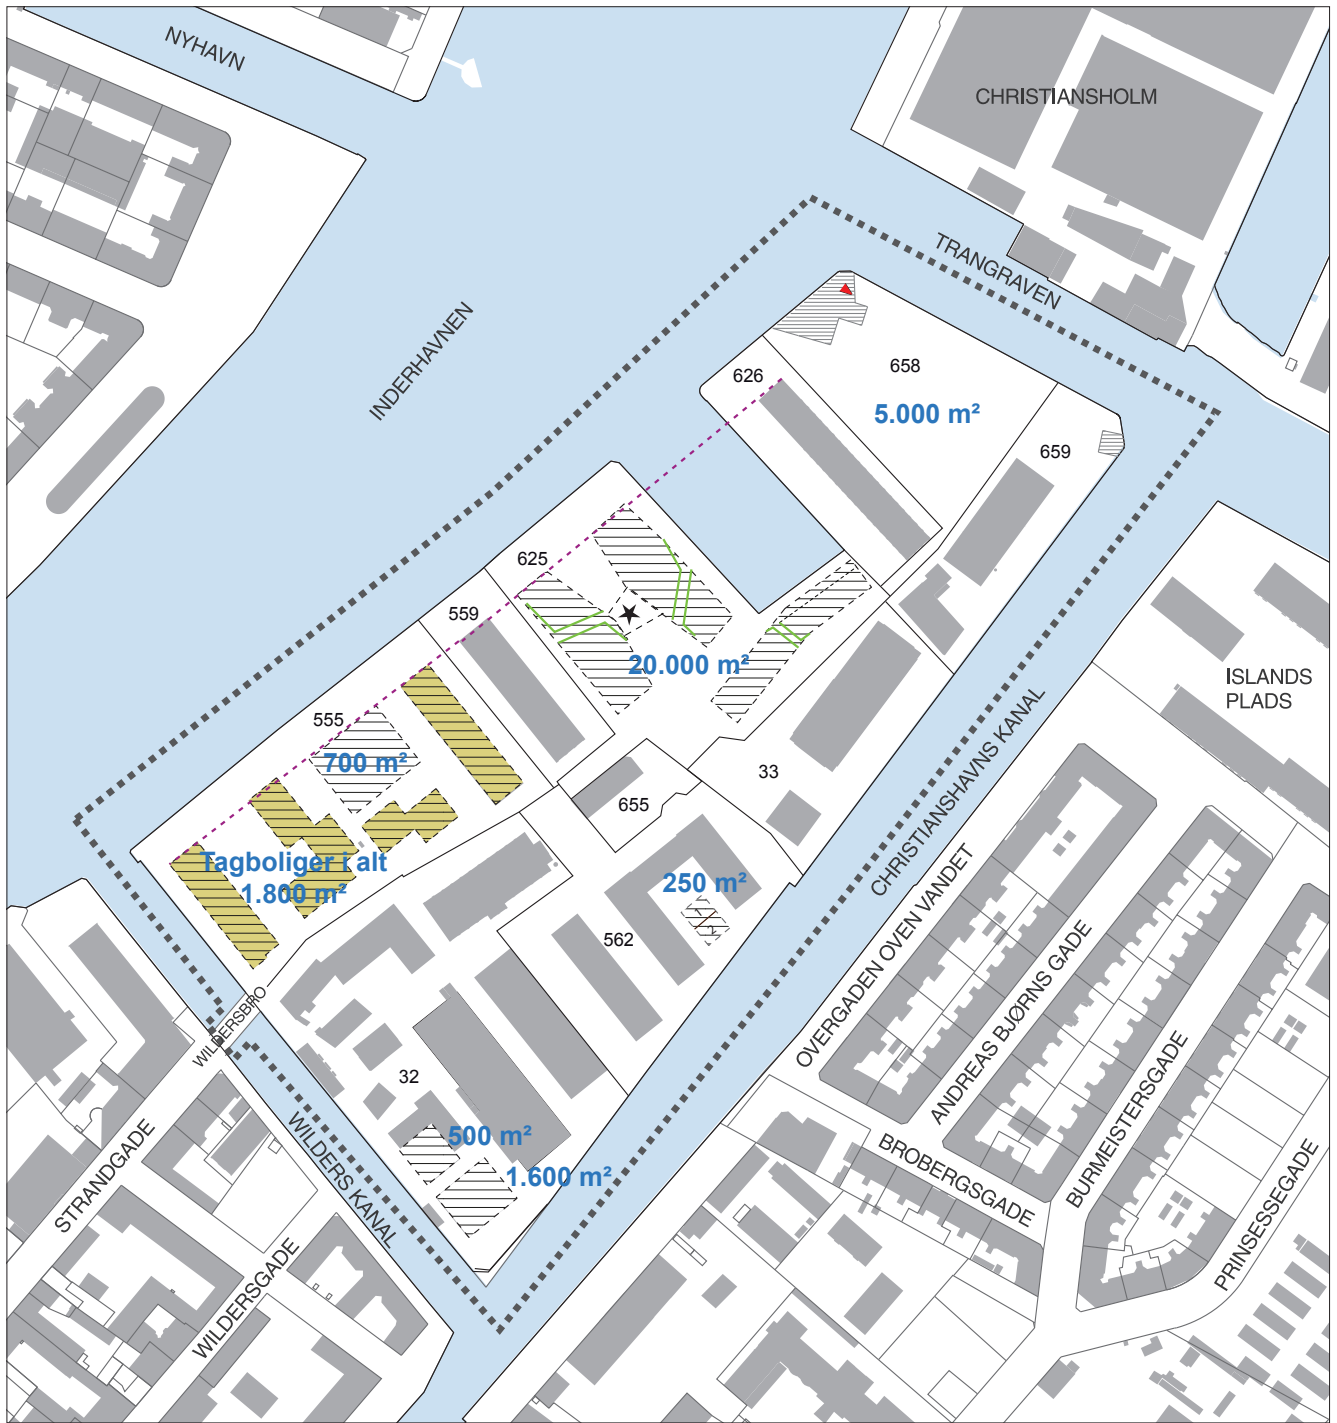 NYHAVN
CHRISTIANSHOLM
TRANGRAVEN
INDERHAVNEN
658
626
5.000 m²
659
625
559
20.000 m²
ISLANDS
PLADS
555
700 m²
33
655
CHRISTIANSHAVNS KANAL
Tagboliger i alt
1.800 m²
250 m²
562
OVERGADEN OVEN VANDET
ANDREAS BJØRNS GADE
WILDERSBRO
32
500 m²
1.600 m²
WILDERS KANAL
STRANDGADE
BROBERGSGADE
BURMEISTERSGADE
PRINSESSEGADE
WILDERSGADE